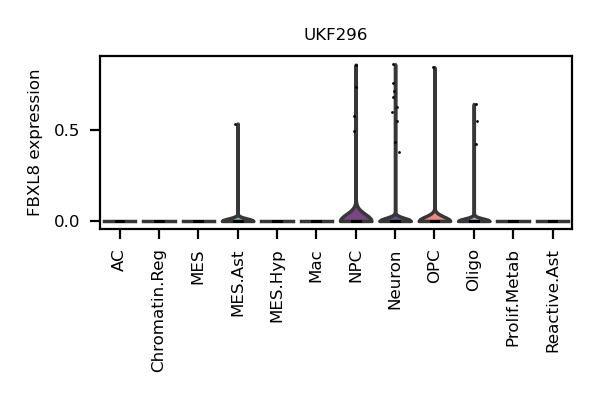 UKF296
FBXL8 expression
0.5
0.0
AC
Chromatin.Reg
MES
MES.Ast
MES.Hyp
Mac
NPC
Neuron
OPC
Oligo
Prolif.Metab
Reactive.Ast